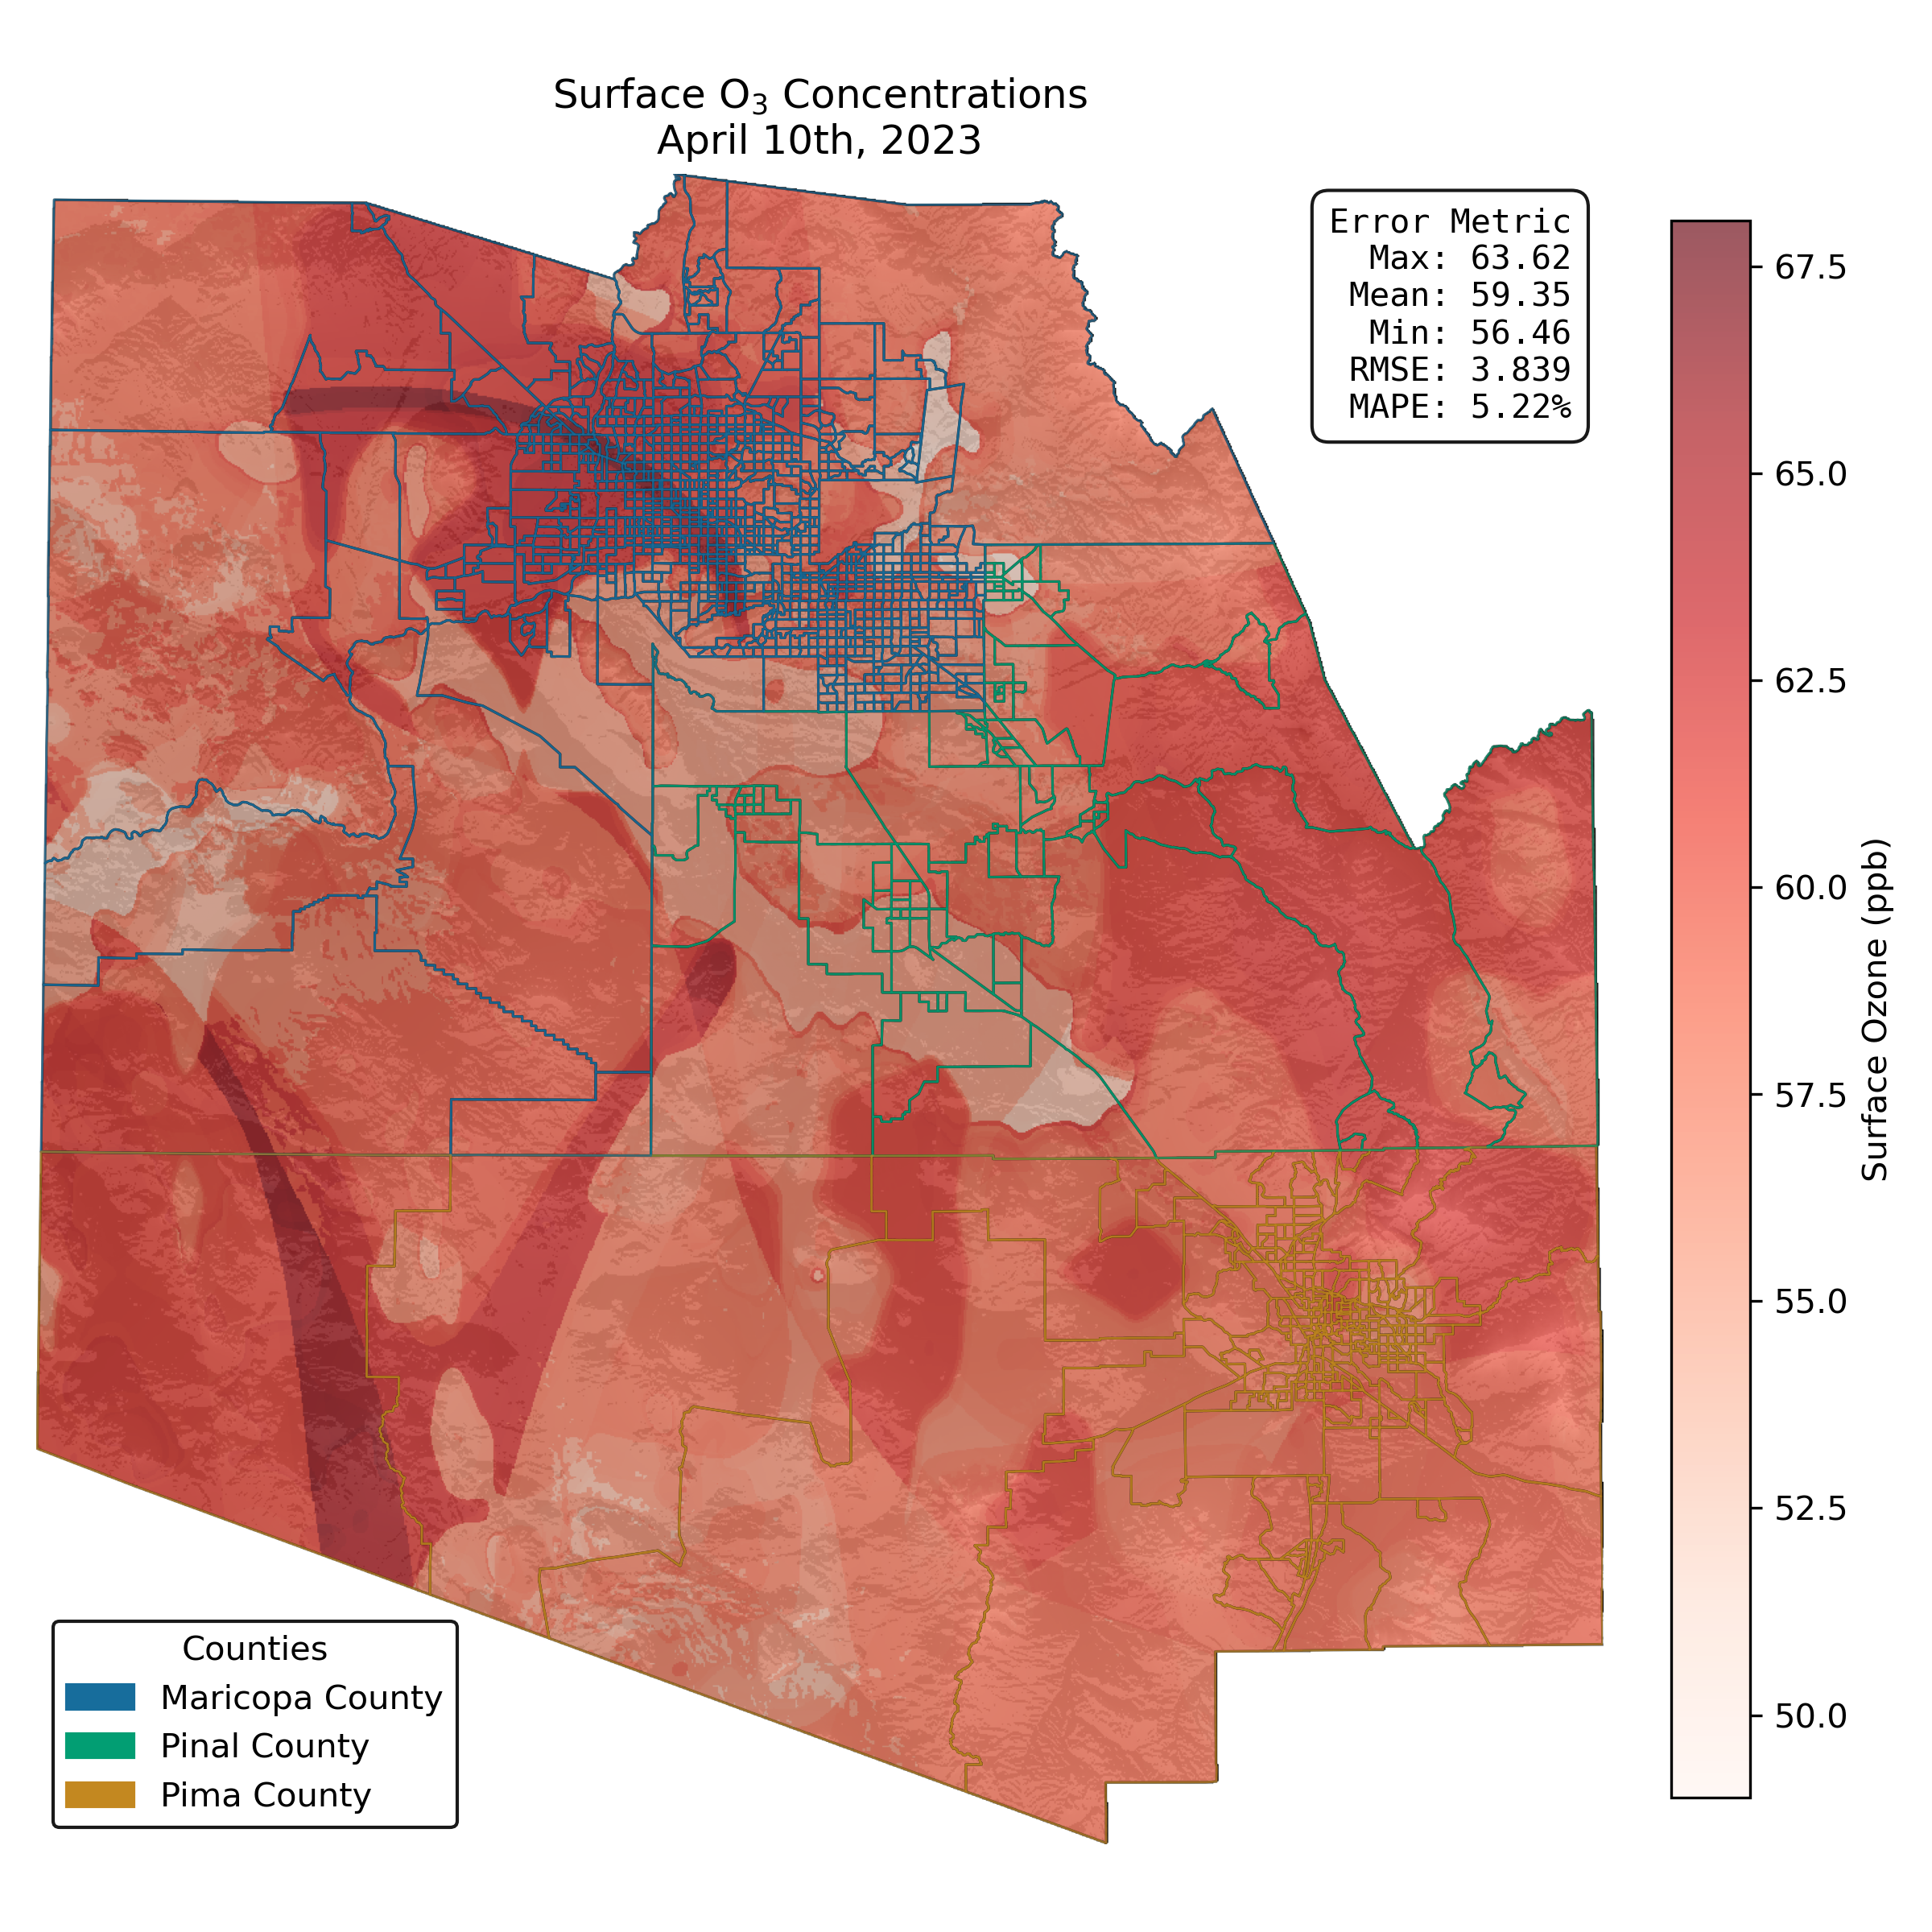 Surface O₃ Concentrations
April 10th, 2023
Error Metric
Max: 63.62
Mean: 59.35
Min: 56.46
RMSE: 3.839
MAPE: 5.22%
67.5
65.0
62.5
60.0
57.5
55.0
52.5
50.0
Surface Ozone (ppb)
Counties
Maricopa County
Pinal County
Pima County